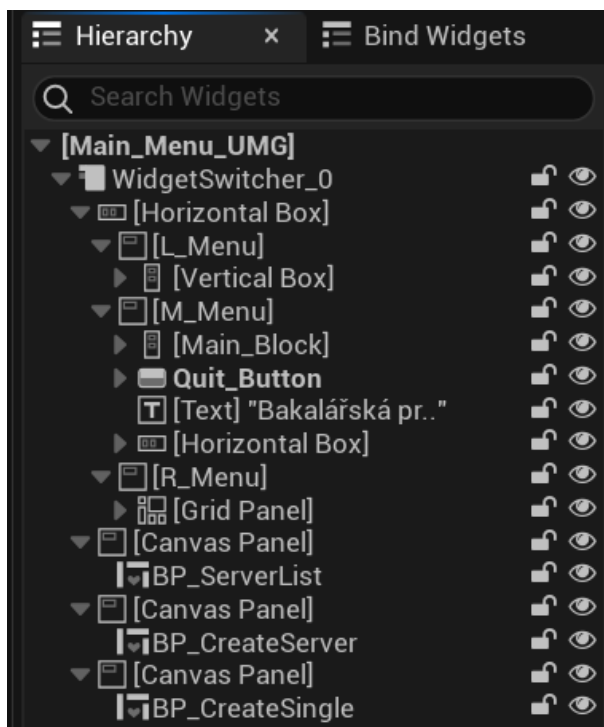 Hierarchy × Bind Widgets
Search Widgets
[Main_Menu_UMG]
WidgetSwitcher_0
[Horizontal Box]
[L_Menu]
[Vertical Box]
[M_Menu]
[Main_Block]
Quit_Button
[Text] "Bakalářská pr.."
[Horizontal Box]
[R_Menu]
[Grid Panel]
[Canvas Panel]
BP_ServerList
[Canvas Panel]
BP_CreateServer
[Canvas Panel]
BP_CreateSingle